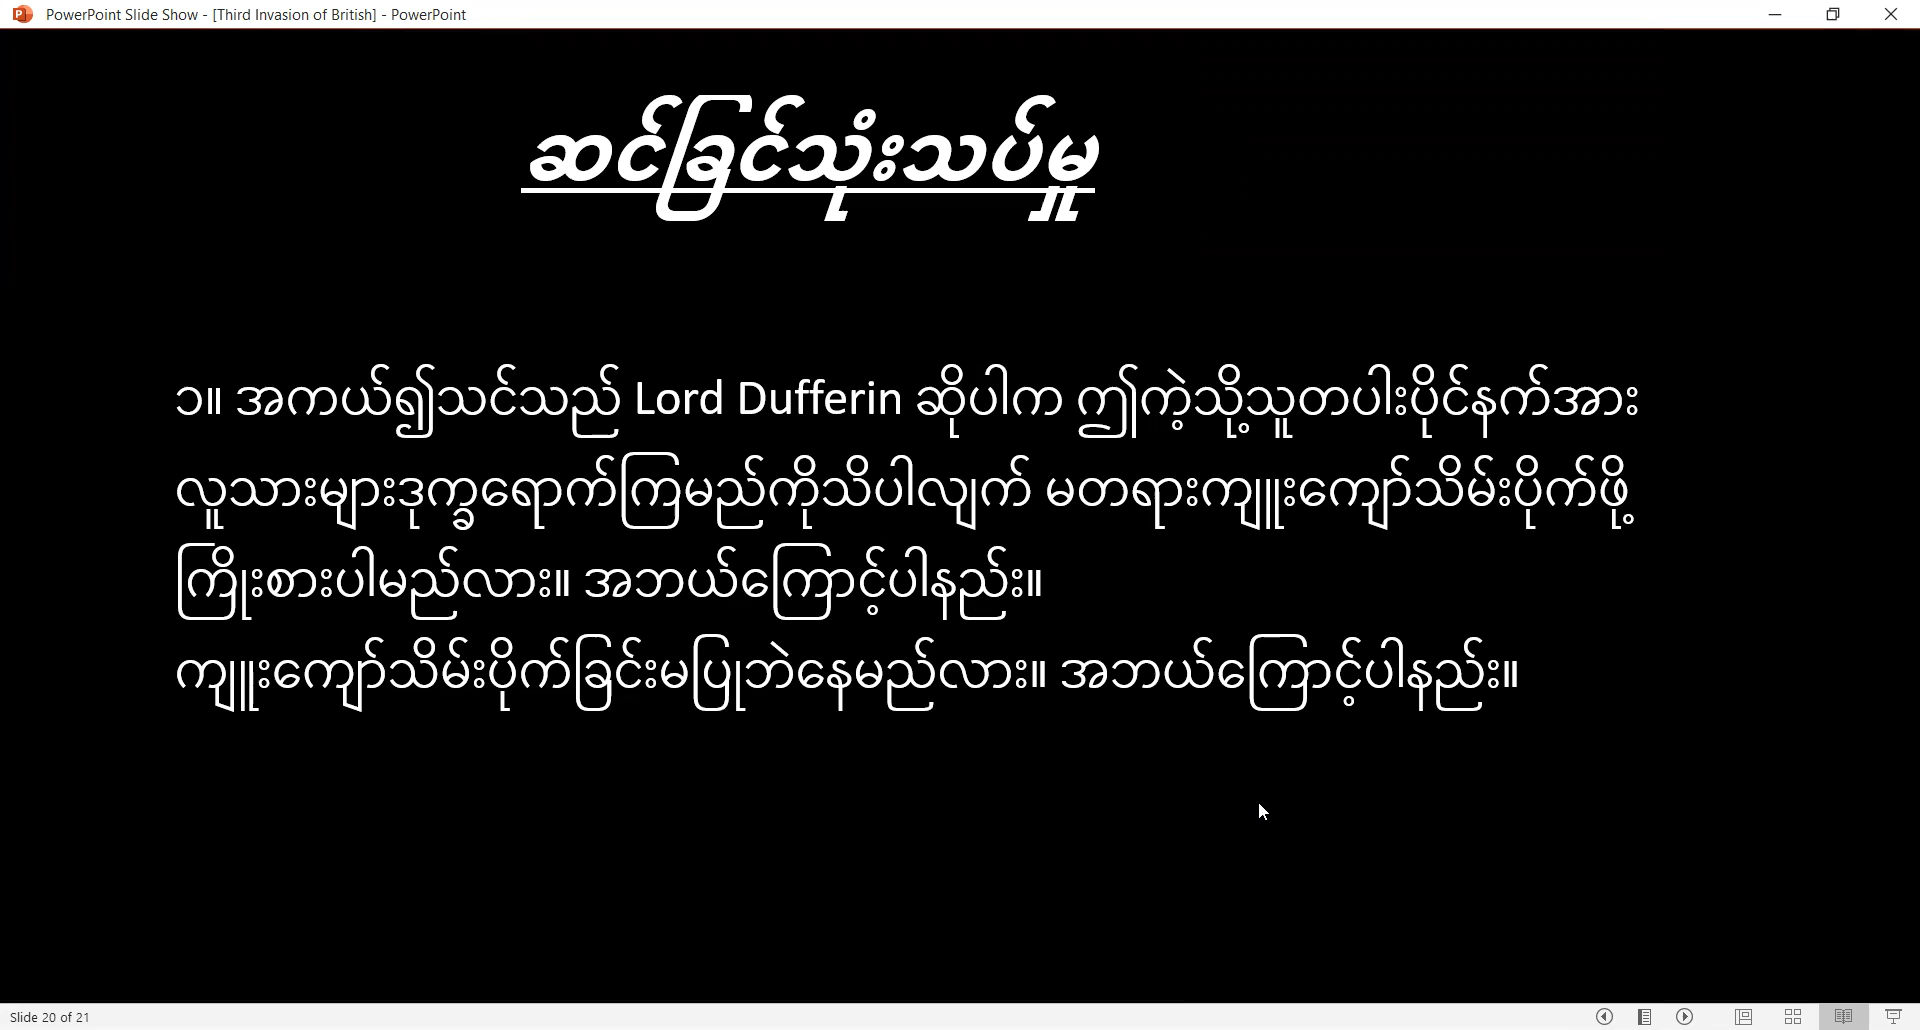 PowerPoint Slide Show - [Third Invasion of British] - PowerPoint
ဆင်ခြင်သုံးသပ်မှု
၁။ အကယ်၍သင်သည် Lord Dufferin ဆိုပါက ဤကဲ့သို့သူတပါးပိုင်နက်အား
လူသားများဒုက္ခရောက်ကြမည်ကိုသိပါလျက် မတရားကျူးကျော်သိမ်းပိုက်ဖို့
ကြိုးစားပါမည်လား။ အဘယ်ကြောင့်ပါနည်း။
ကျူးကျော်သိမ်းပိုက်ခြင်းမပြုဘဲနေမည်လား။ အဘယ်ကြောင့်ပါနည်း။
Slide 20 of 21